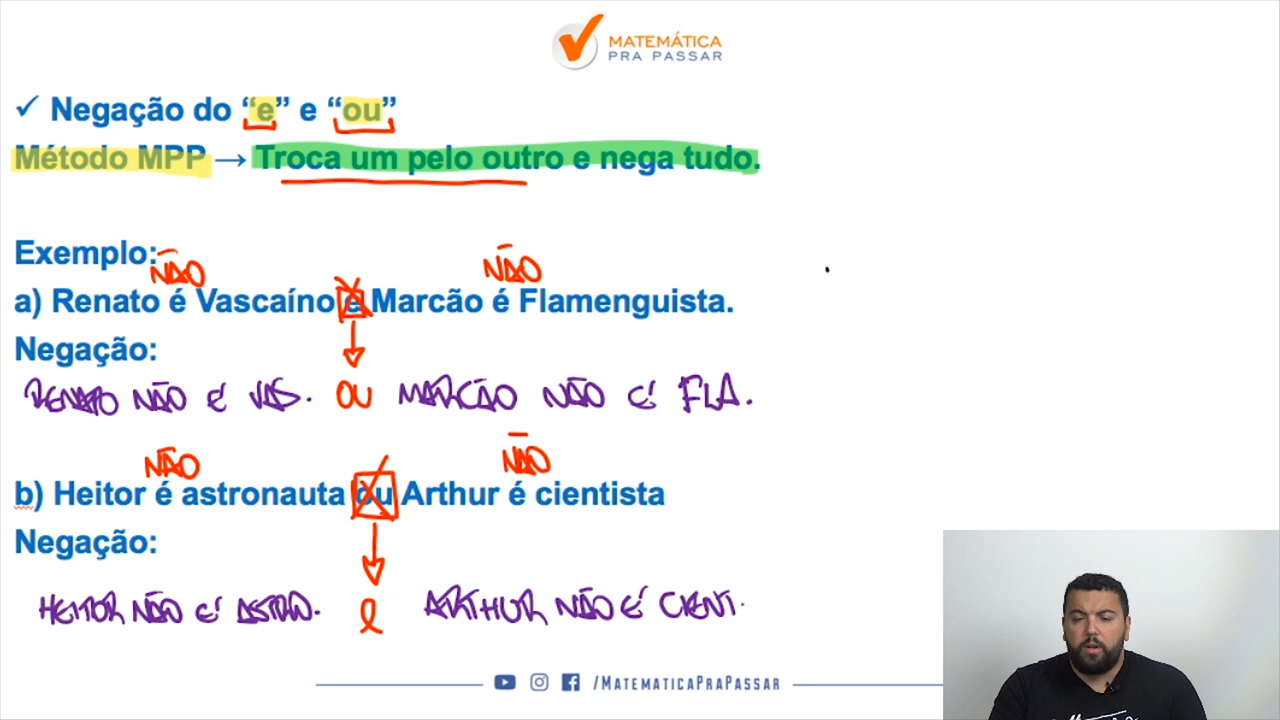 MATEMÁTICA
PRA PASSAR
✓ Negação do “e” e “ou”
Método MPP → Troca um pelo outro e nega tudo.
Exemplo:
NÃO NÃO
a) Renato é Vascaíno e Marcão é Flamenguista.
Negação:
RENATO NÃO É VAS. OU MARCÃO NÃO É FLA.
NÃO NÃO
b) Heitor é astronauta ou Arthur é cientista
Negação:
HEITOR NÃO É ASTRO. e ARTHUR NÃO É CIENT.
/MATEMATICAPRAPASSAR